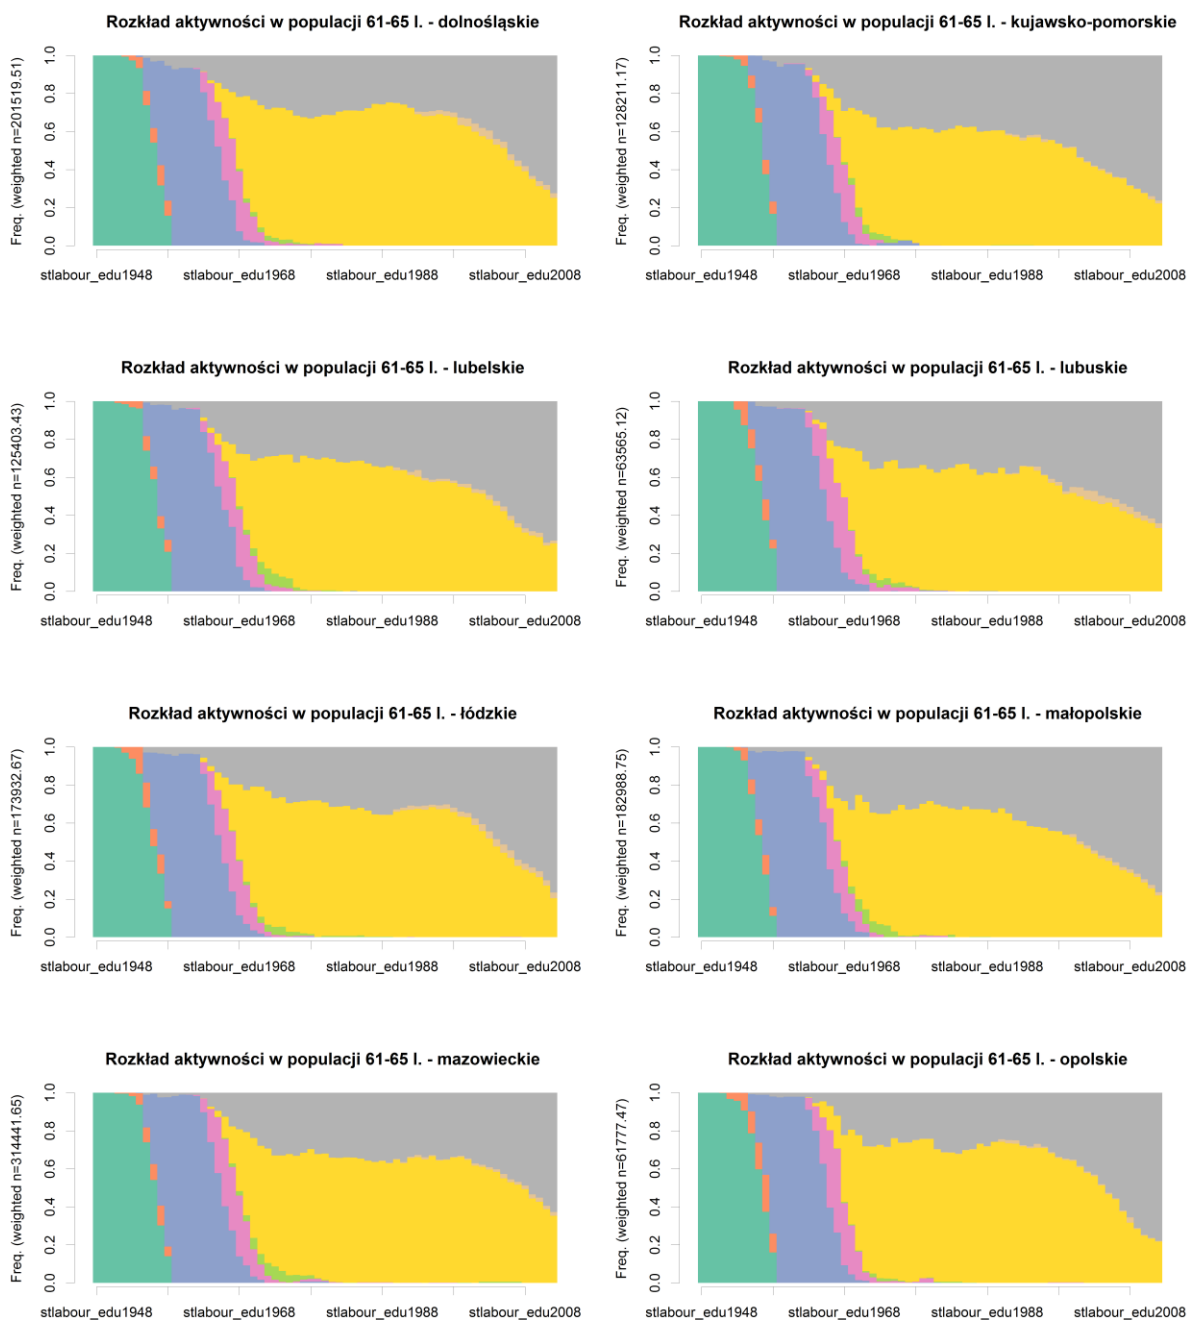 Rozkład aktywności w populacji 61-65 l. - dolnośląskie
Freq. (weighted n=201519.51)
0.0 0.2 0.4 0.6 0.8 1.0
stlabour_edu1948 stlabour_edu1968 stlabour_edu1988 stlabour_edu2008
Rozkład aktywności w populacji 61-65 l. - kujawsko-pomorskie
Freq. (weighted n=128211.17)
0.0 0.2 0.4 0.6 0.8 1.0
stlabour_edu1948 stlabour_edu1968 stlabour_edu1988 stlabour_edu2008
Rozkład aktywności w populacji 61-65 l. - lubelskie
Freq. (weighted n=125403.43)
0.0 0.2 0.4 0.6 0.8 1.0
stlabour_edu1948 stlabour_edu1968 stlabour_edu1988 stlabour_edu2008
Rozkład aktywności w populacji 61-65 l. - lubuskie
Freq. (weighted n=63565.12)
0.0 0.2 0.4 0.6 0.8 1.0
stlabour_edu1948 stlabour_edu1968 stlabour_edu1988 stlabour_edu2008
Rozkład aktywności w populacji 61-65 l. - łódzkie
Freq. (weighted n=173932.67)
0.0 0.2 0.4 0.6 0.8 1.0
stlabour_edu1948 stlabour_edu1968 stlabour_edu1988 stlabour_edu2008
Rozkład aktywności w populacji 61-65 l. - małopolskie
Freq. (weighted n=182988.75)
0.0 0.2 0.4 0.6 0.8 1.0
stlabour_edu1948 stlabour_edu1968 stlabour_edu1988 stlabour_edu2008
Rozkład aktywności w populacji 61-65 l. - mazowieckie
Freq. (weighted n=314441.65)
0.0 0.2 0.4 0.6 0.8 1.0
stlabour_edu1948 stlabour_edu1968 stlabour_edu1988 stlabour_edu2008
Rozkład aktywności w populacji 61-65 l. - opolskie
Freq. (weighted n=61777.47)
0.0 0.2 0.4 0.6 0.8 1.0
stlabour_edu1948 stlabour_edu1968 stlabour_edu1988 stlabour_edu2008